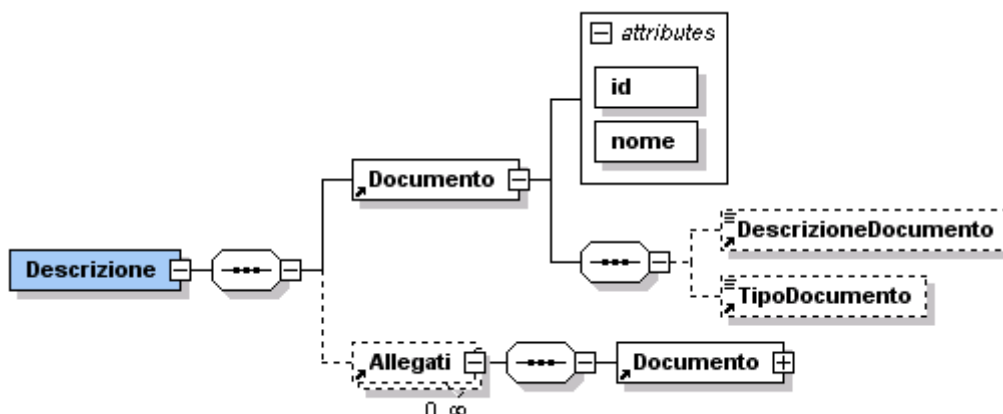 attributes
id
nome
Documento
DescrizioneDocumento
Descrizione
TipoDocumento
Allegati
Documento
0..∞